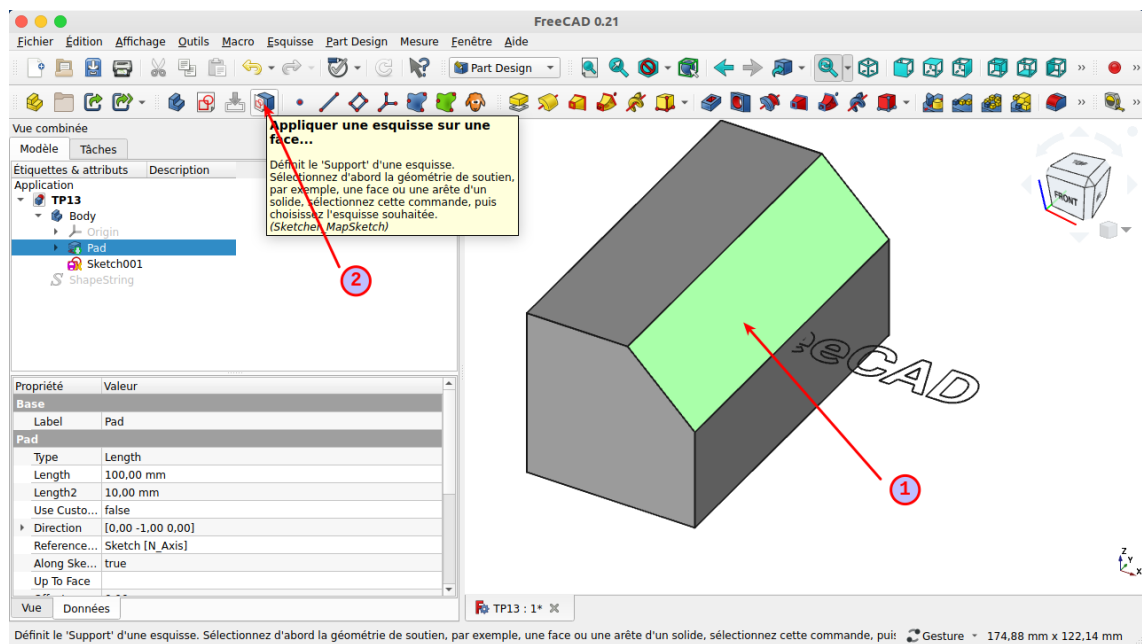 FreeCAD 0.21
Fichier Édition Affichage Outils Macro Esquisse Part Design Mesure Fenêtre Aide
Part Design
Vue combinée
Modèle Tâches
Étiquettes & attributs Description
Application
TP13
Body
Origin
Pad
Sketch001
ShapeString
Appliquer une esquisse sur une
face...
Définit le 'Support' d'une esquisse.
Sélectionnez d'abord la géométrie de soutien,
par exemple, une face ou une arête d'un
solide, sélectionnez cette commande, puis
choisissez l'esquisse souhaitée.
(Sketcher_MapSketch)
2
FRONT
eCAD
1
Propriété Valeur
Base
Label Pad
Pad
Type Length
Length 100,00 mm
Length2 10,00 mm
Use Custo... false
Direction [0,00 -1,00 0,00]
Reference... Sketch [N_Axis]
Along Ske... true
Up To Face
Z
Y
X
Vue Données
TP13 : 1*
Définit le 'Support' d'une esquisse. Sélectionnez d'abord la géométrie de soutien, par exemple, une face ou une arête d'un solide, sélectionnez cette commande, puis Gesture 174,88 mm x 122,14 mm